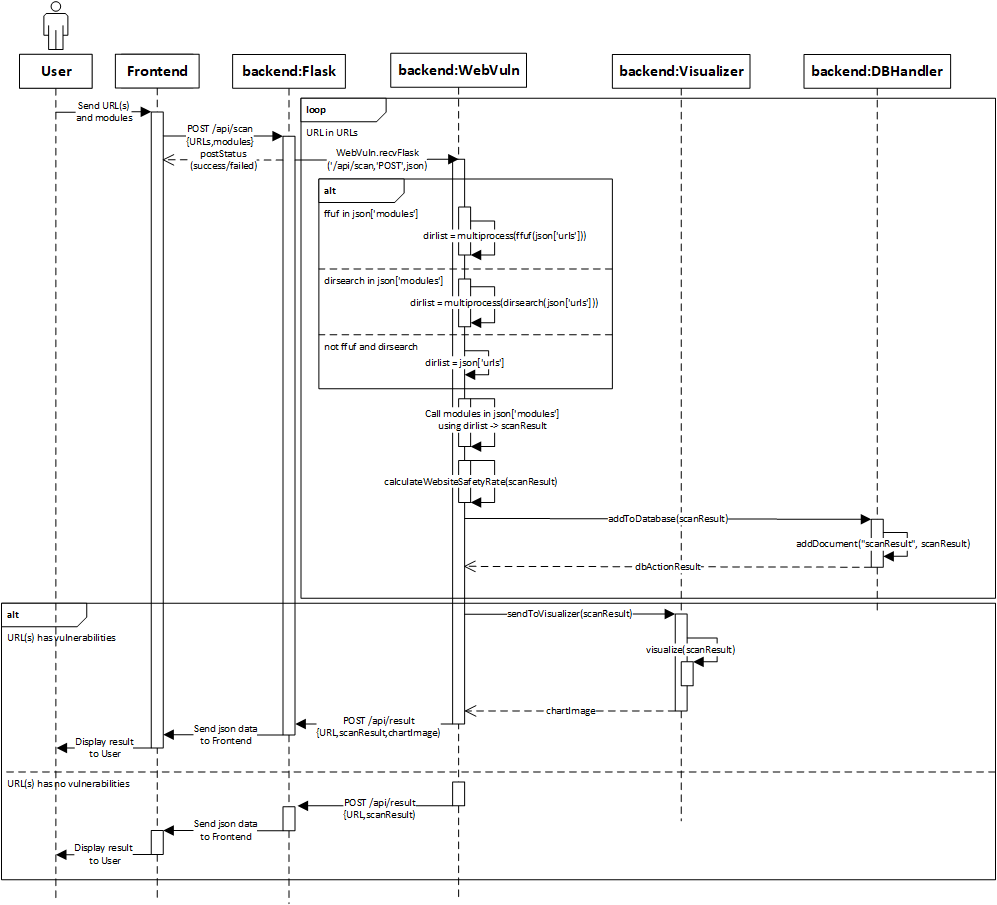 User
Frontend
backend:Flask
backend:WebVuln
backend:Visualizer
backend:DBHandler
Send URL(s)
and modules
loop
URL in URLs
POST /api/scan
{URLs,modules}
postStatus
(success/failed)
WebVuln.recvFlask
('/api/scan,'POST',json)
alt
ffuf in json['modules']
dirlist = multiprocess(ffuf(json['urls']))
dirsearch in json['modules']
dirlist = multiprocess(dirsearch(json['urls']))
not ffuf and dirsearch
dirlist = json['urls']
Call modules in json['modules']
using dirlist -> scanResult
calculateWebsiteSafetyRate(scanResult)
addToDatabase(scanResult)
addDocument("scanResult", scanResult)
dbActionResult
alt
URL(s) has vulnerabilities
sendToVisualizer(scanResult)
visualize(scanResult)
chartImage
POST /api/result
{URL,scanResult,chartImage)
Send json data
to Frontend
Display result
to User
URL(s) has no vulnerabilities
POST /api/result
{URL,scanResult)
Send json data
to Frontend
Display result
to User